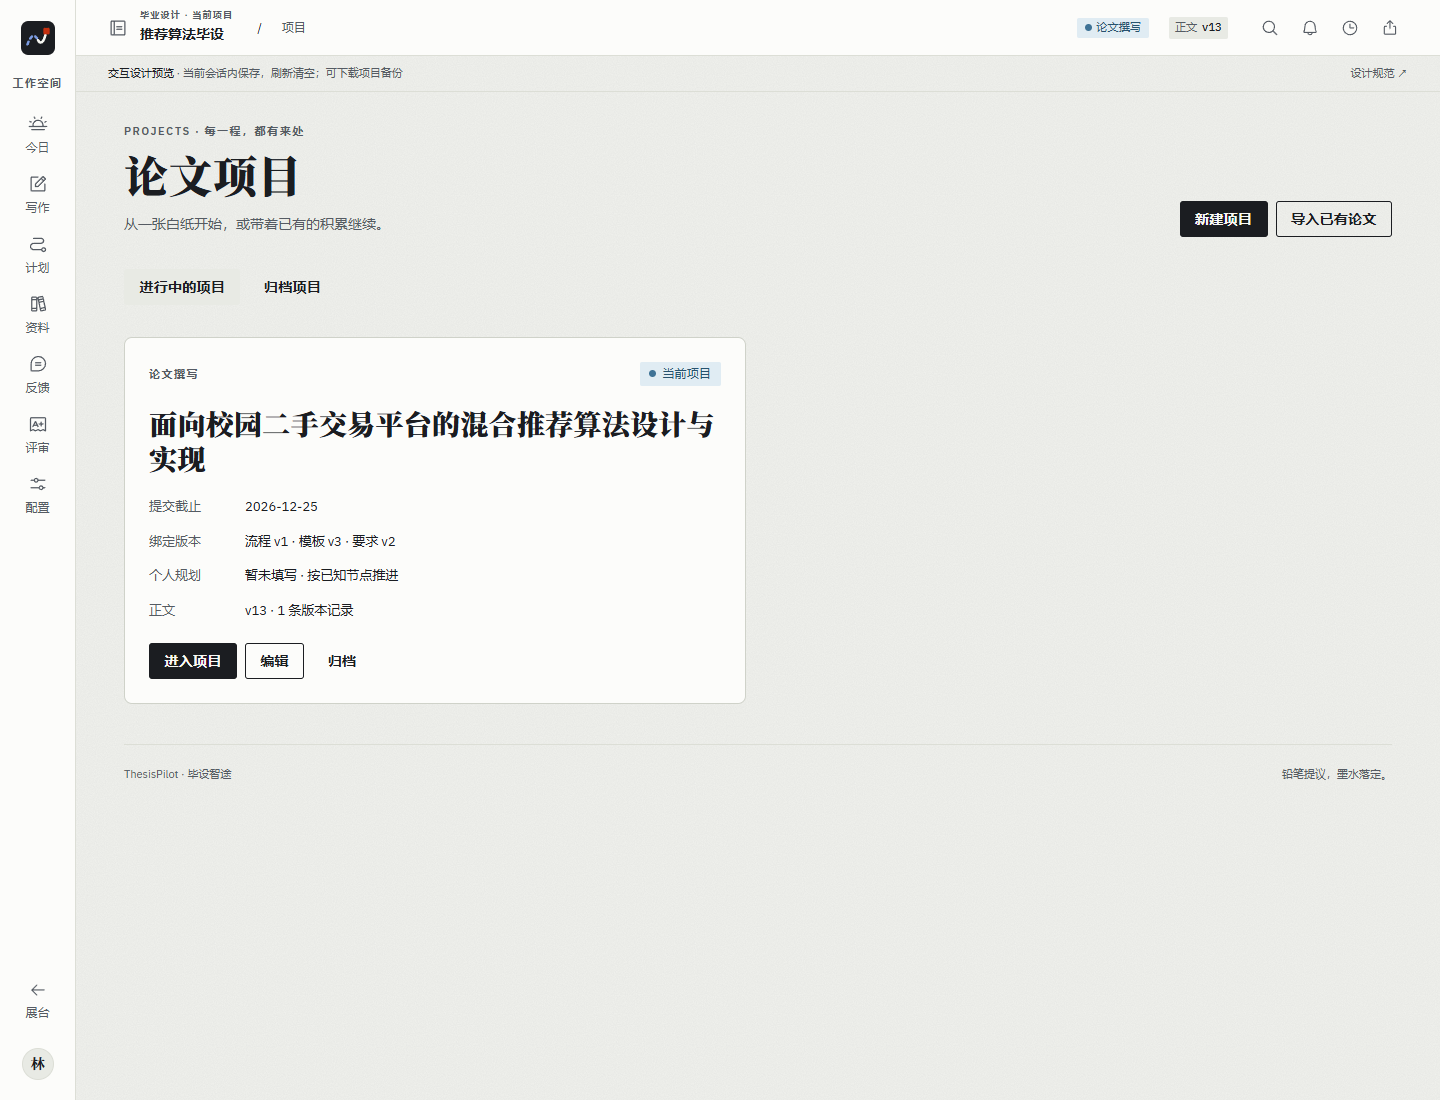 毕业设计 · 当前项目
推荐算法毕设
/
项目
论文撰写
正文 v13
工作空间
今日
写作
计划
资料
反馈
A+
评审
配置
展台
林
交互设计预览 · 当前会话内保存，刷新清空；可下载项目备份
设计规范 ↗
PROJECTS · 每一程，都有来处
论文项目
从一张白纸开始，或带着已有的积累继续。
新建项目
导入已有论文
进行中的项目
归档项目
论文撰写
当前项目
面向校园二手交易平台的混合推荐算法设计与
实现
提交截止 2026-12-25
绑定版本 流程 v1 · 模板 v3 · 要求 v2
个人规划 暂未填写 · 按已知节点推进
正文 v13 · 1 条版本记录
进入项目
编辑
归档
ThesisPilot · 毕设智途
铅笔提议，墨水落定。